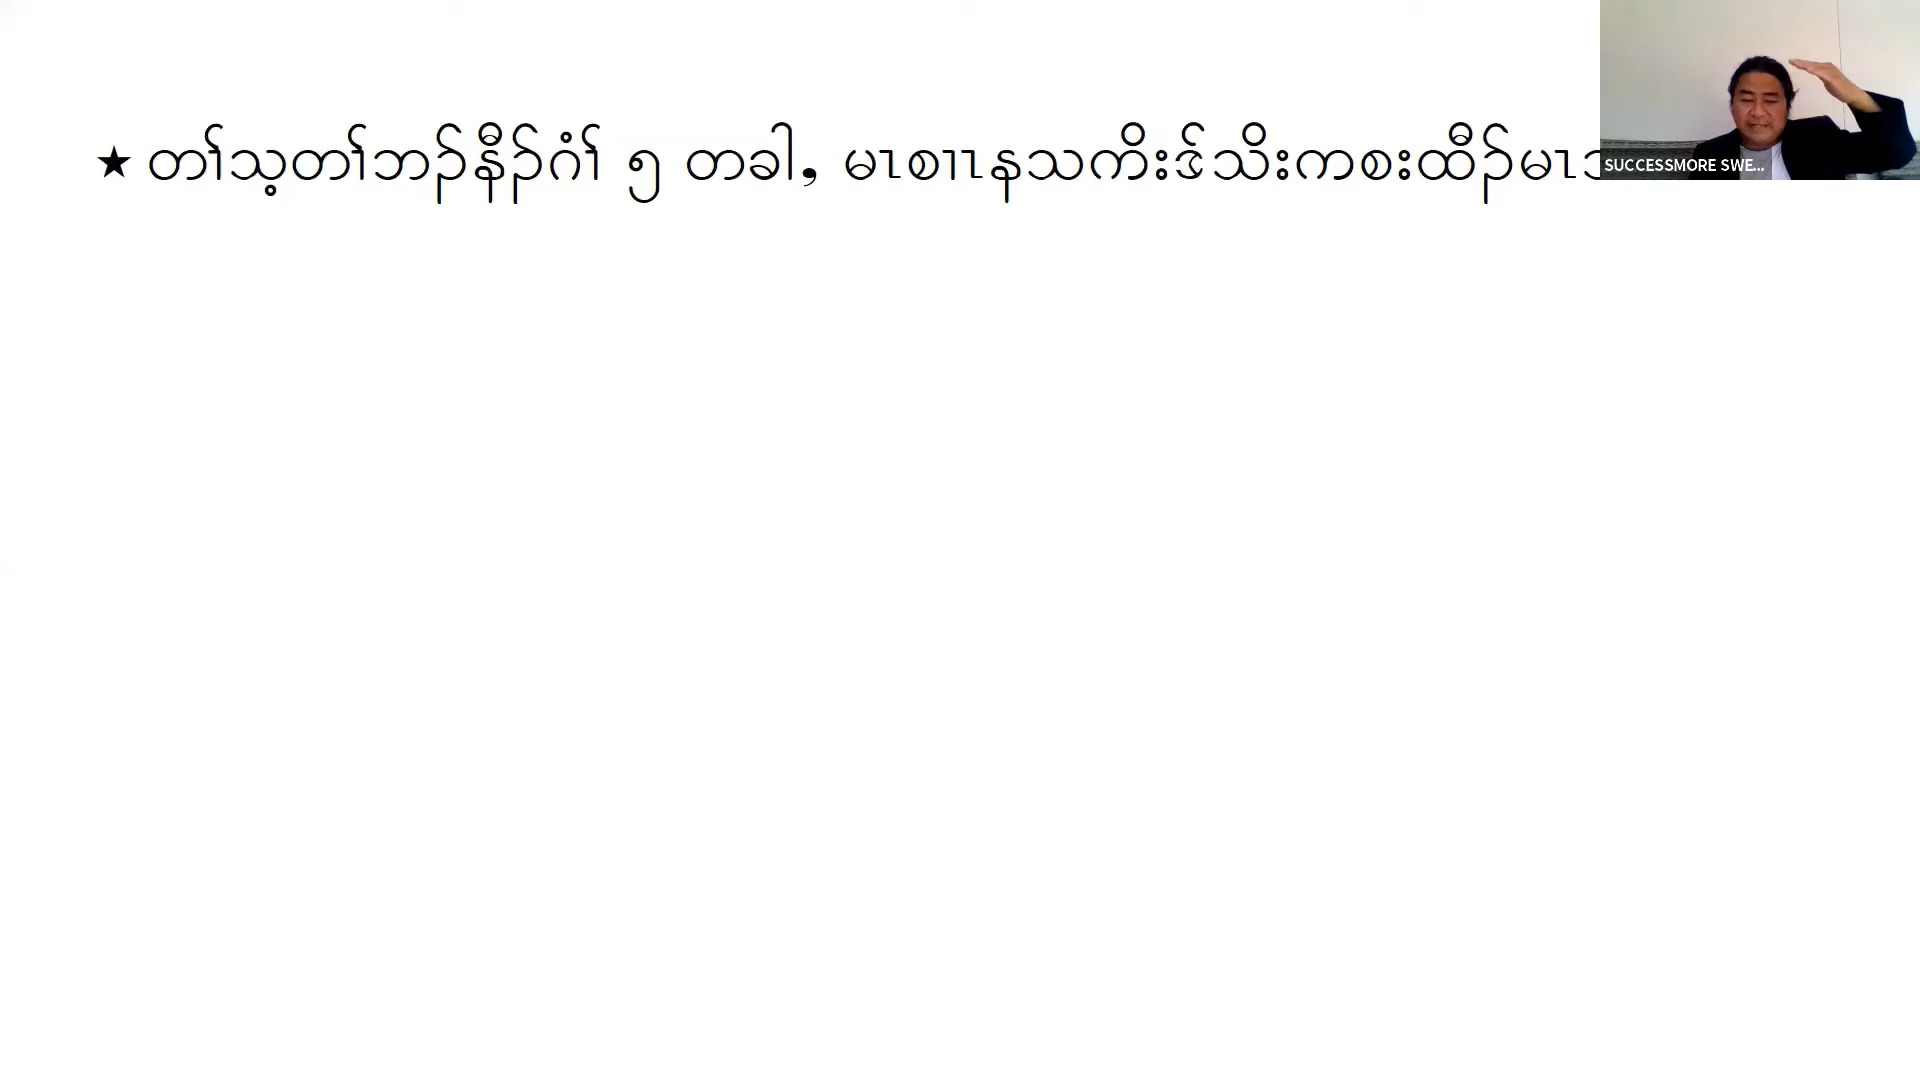 ★ တၢ်သ့တၢ်ဘၣ်နီၣ်ဂံၢ် ၅ တခါ, မၤစၢၤနသကိးဒ်သိးကစးထီၣ်မၤ
SUCCESSMORE SWE...